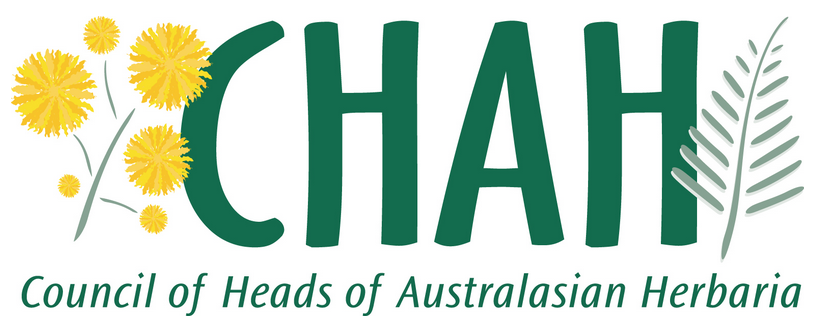 CHAH
Council of Heads of Australasian Herbaria